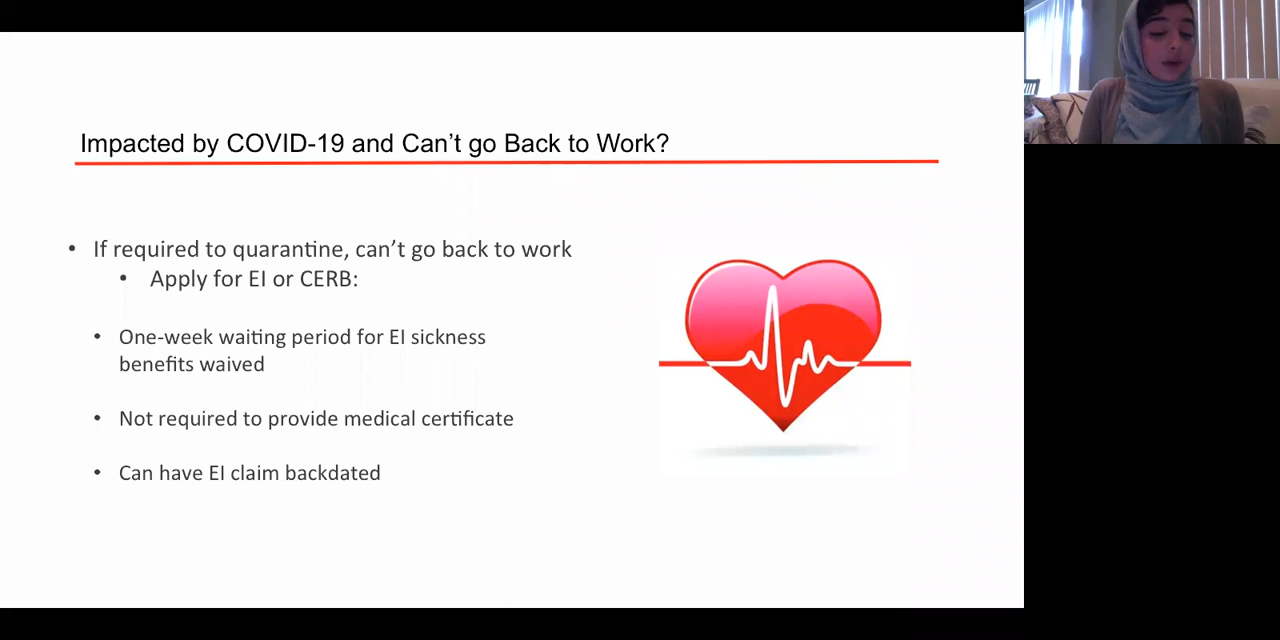 Impacted by COVID-19 and Can’t go Back to Work?
• If required to quarantine, can’t go back to work
• Apply for EI or CERB:
• One-week waiting period for EI sickness
benefits waived
• Not required to provide medical certificate
• Can have EI claim backdated